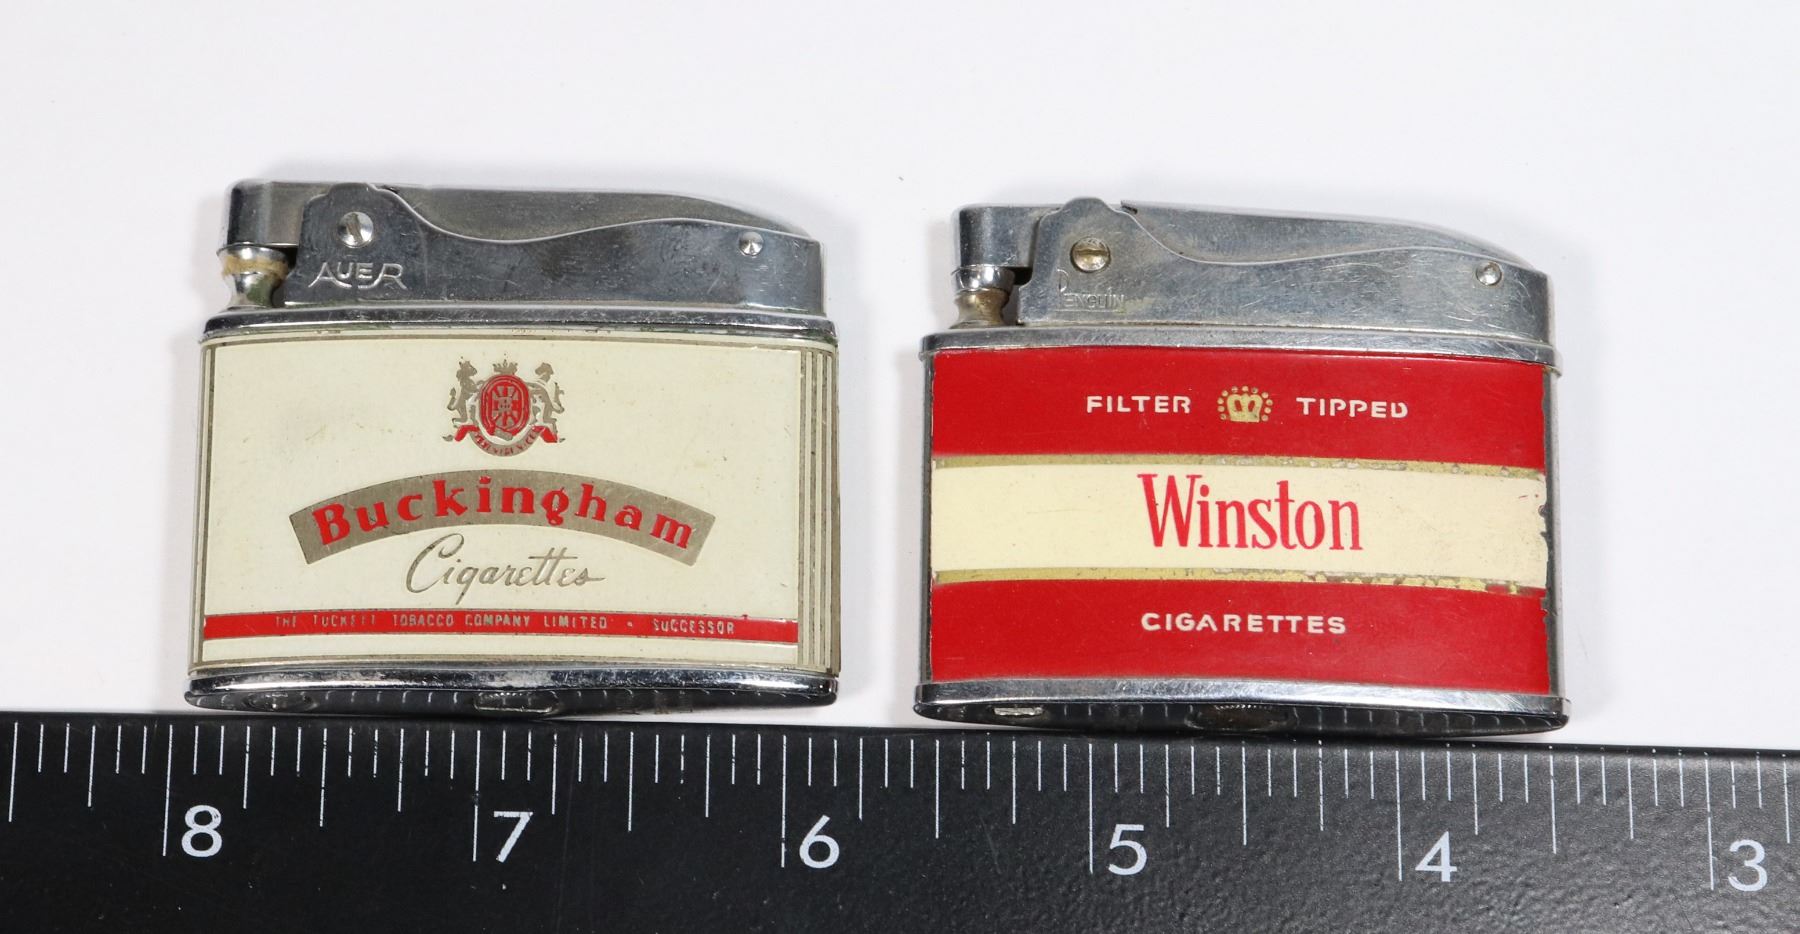 AUER
PENGUIN
Buckingham
Cigarettes
THE TUCKETT TOBACCO COMPANY LIMITED - SUCCESSOR
FILTER TIPPED
Winston
CIGARETTES
8 7 6 5 4 3